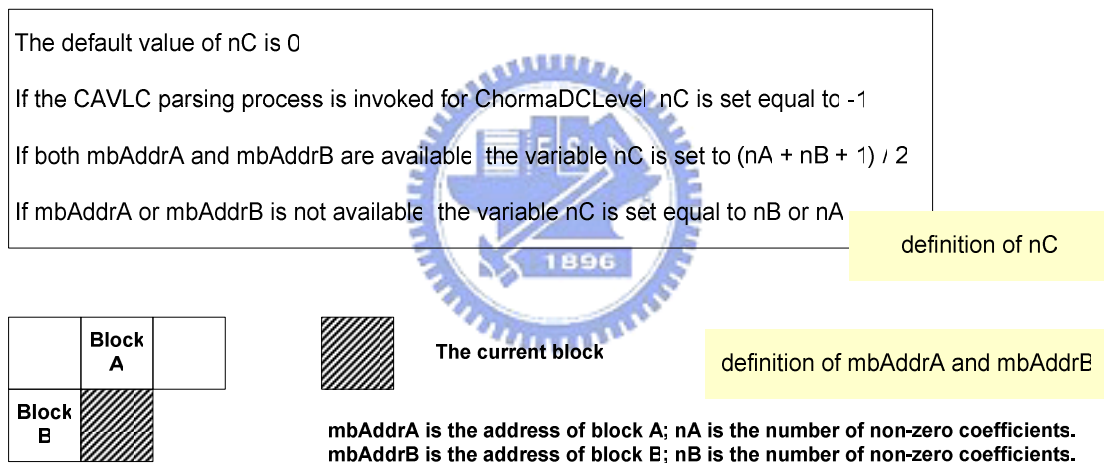 The default value of nC is 0
If the CAVLC parsing process is invoked for ChormaDCLevel nC is set equal to -1
If both mbAddrA and mbAddrB are available the variable nC is set to (nA + nB + 1) / 2
If mbAddrA or mbAddrB is not available the variable nC is set equal to nB or nA
definition of nC
1896
Block
A
The current block
definition of mbAddrA and mbAddrB
Block
B
mbAddrA is the address of block A; nA is the number of non-zero coefficients.
mbAddrB is the address of block B; nB is the number of non-zero coefficients.